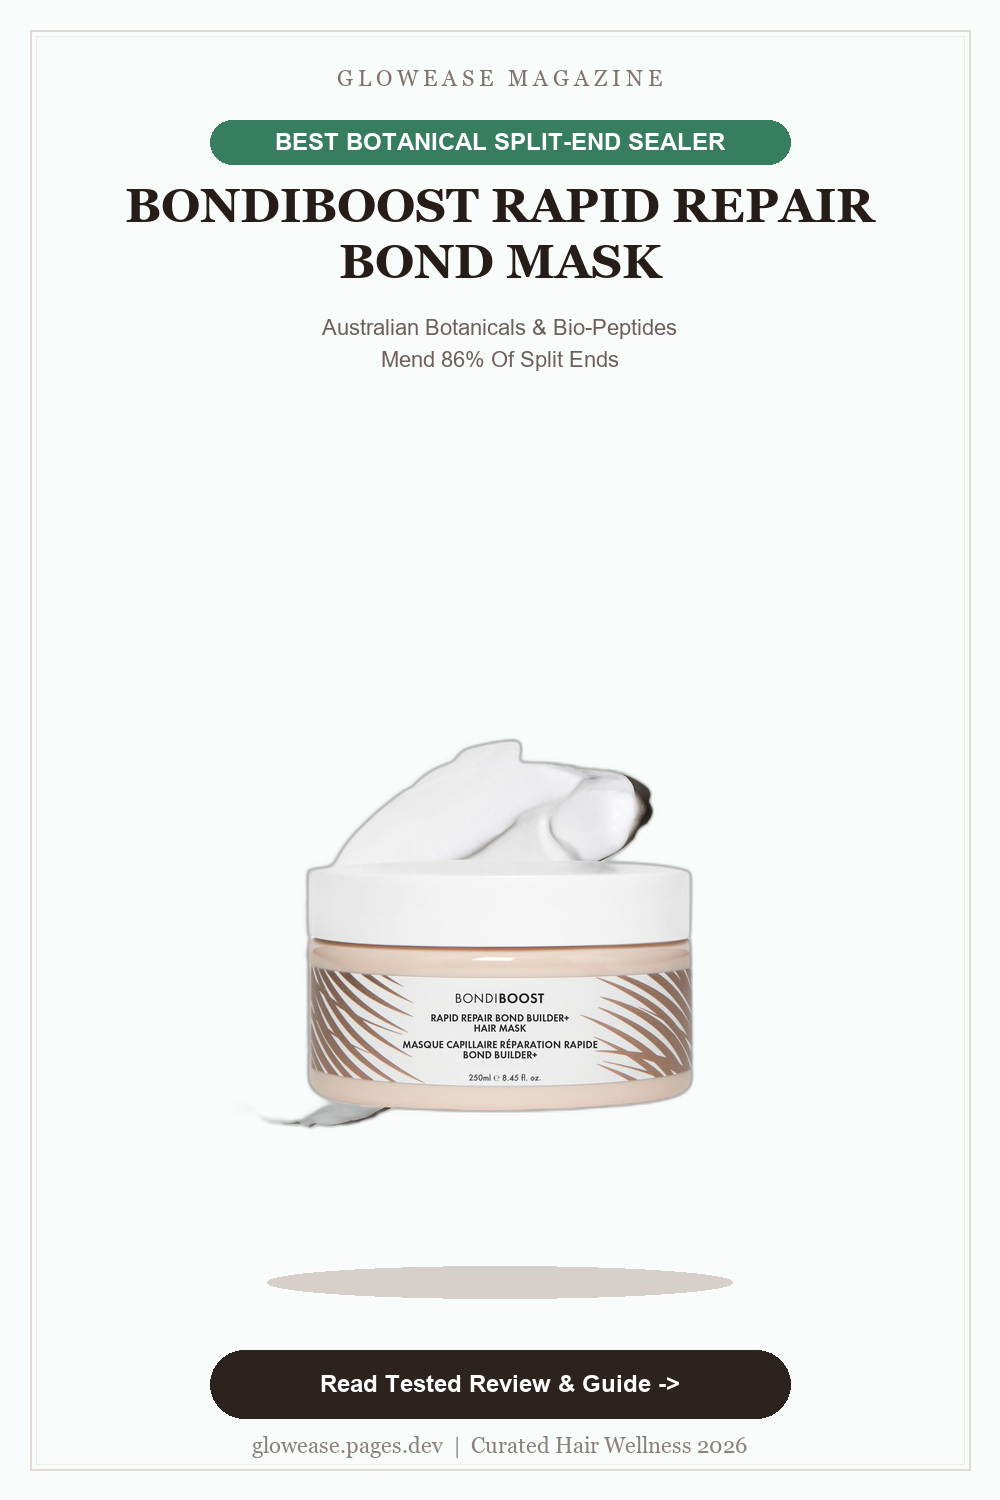 GLOWEASE MAGAZINE
BEST BOTANICAL SPLIT-END SEALER
BONDIBOOST RAPID REPAIR
BOND MASK
Australian Botanicals & Bio-Peptides
Mend 86% Of Split Ends
BONDIBOOST
RAPID REPAIR BOND BUILDER+
HAIR MASK
MASQUE CAPILLAIRE RÉPARATION RAPIDE
BOND BUILDER+
250ml ℮ 8.45 fl. oz.
Read Tested Review & Guide ->
glowease.pages.dev | Curated Hair Wellness 2026